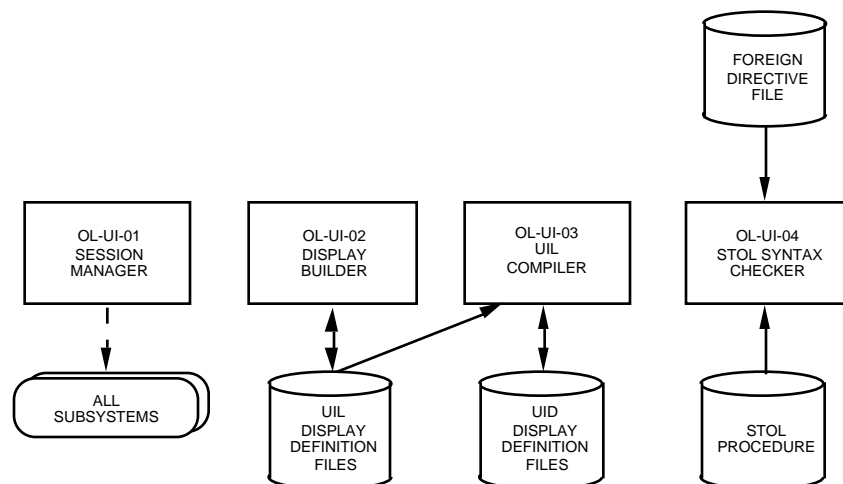 FOREIGN
DIRECTIVE
FILE
OL-UI-01
SESSION
MANAGER
OL-UI-02
DISPLAY
BUILDER
OL-UI-03
UIL
COMPILER
OL-UI-04
STOL SYNTAX
CHECKER
ALL
SUBSYSTEMS
UIL
DISPLAY
DEFINITION
FILES
UID
DISPLAY
DEFINITION
FILES
STOL
PROCEDURE